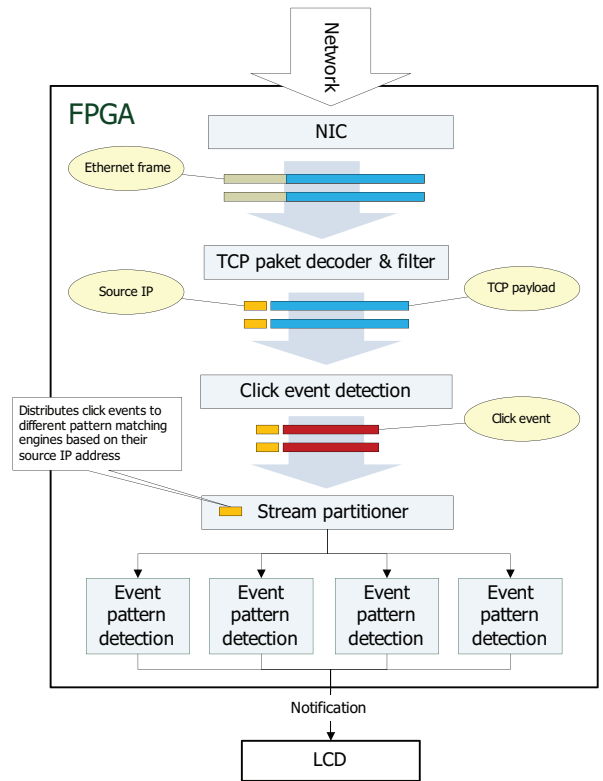 Network
FPGA
NIC
Ethernet frame
TCP paket decoder & filter
Source IP
TCP payload
Click event detection
Distributes click events to
different pattern matching
engines based on their
source IP address
Click event
Stream partitioner
Event
pattern
detection
Event
pattern
detection
Event
pattern
detection
Event
pattern
detection
Notification
LCD